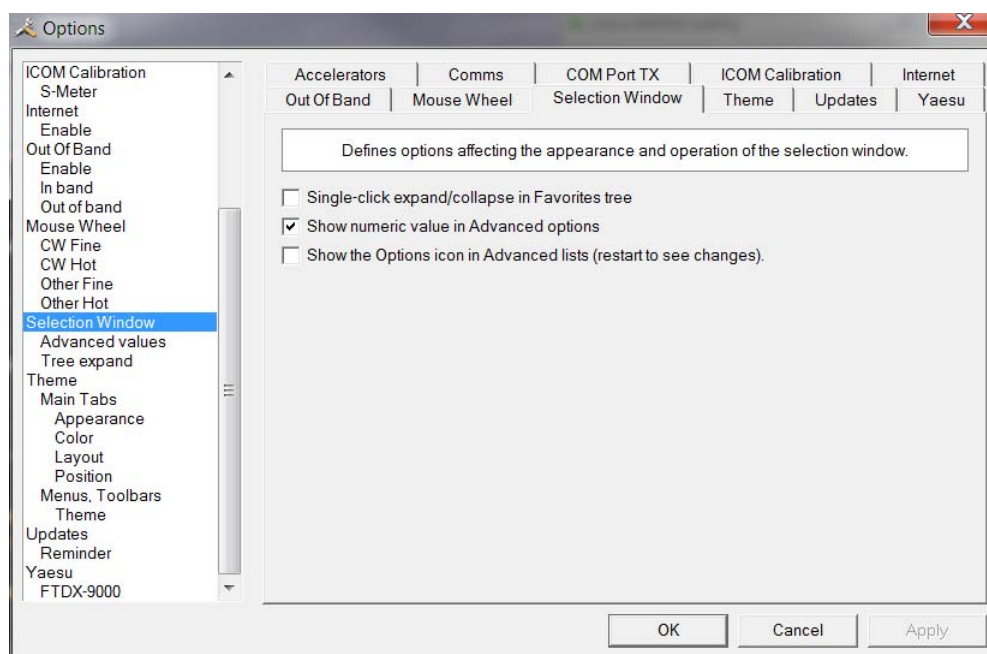 Options
ICOM Calibration
S-Meter
Internet
Enable
Out Of Band
Enable
In band
Out of band
Mouse Wheel
CW Fine
CW Hot
Other Fine
Other Hot
Selection Window
Advanced values
Tree expand
Theme
Main Tabs
Appearance
Color
Layout
Position
Menus, Toolbars
Theme
Updates
Reminder
Yaesu
FTDX-9000
Accelerators Comms COM Port TX ICOM Calibration Internet
Out Of Band Mouse Wheel Selection Window Theme Updates Yaesu
Defines options affecting the appearance and operation of the selection window.
Single-click expand/collapse in Favorites tree
Show numeric value in Advanced options
Show the Options icon in Advanced lists (restart to see changes).
OK Cancel Apply